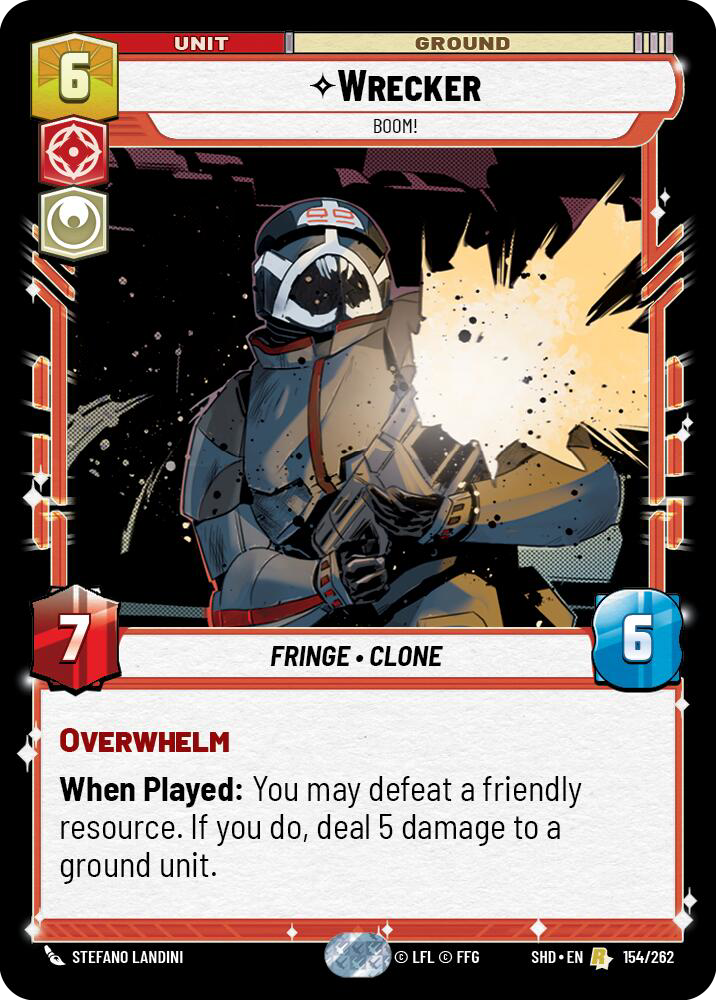 UNIT
GROUND
6
✧WRECKER
BOOM!
99
7
FRINGE • CLONE
6
OVERWHELM
When Played: You may defeat a friendly
resource. If you do, deal 5 damage to a
ground unit.
STEFANO LANDINI
© LFL © FFG
SHD • EN R 154/262